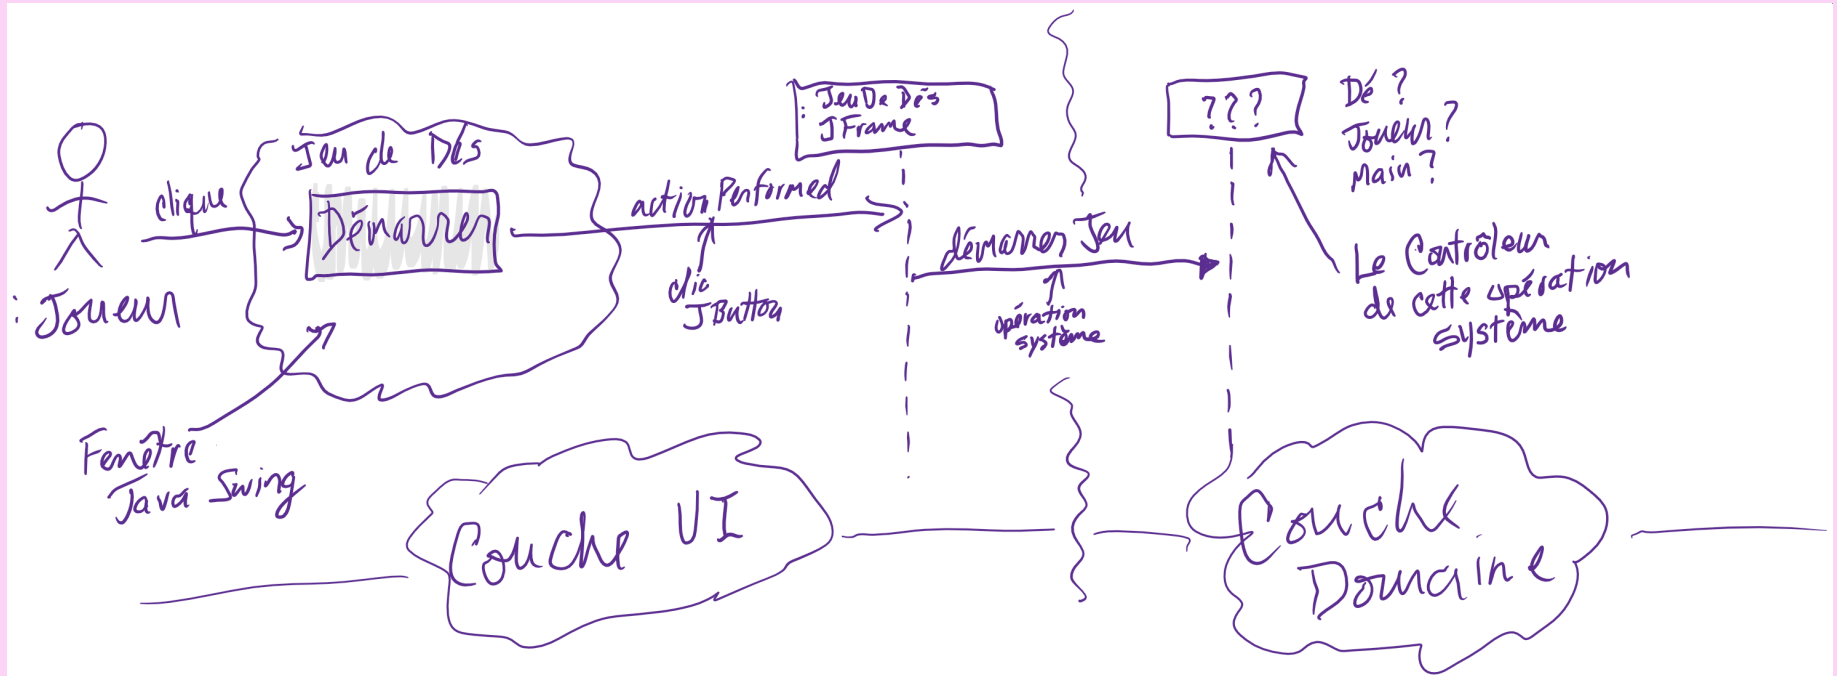 : Joueur
clique
Jeu de Dés
Démarrer
Fenêtre
Java Swing
actionPerformed
clic
JButton
: JeuDeDés
JFrame
démarrer Jeu
opération
système
???
Dé ?
Joueur ?
Main ?
Le Contrôleur
de cette opération
système
Couche UI
Couche
Domaine